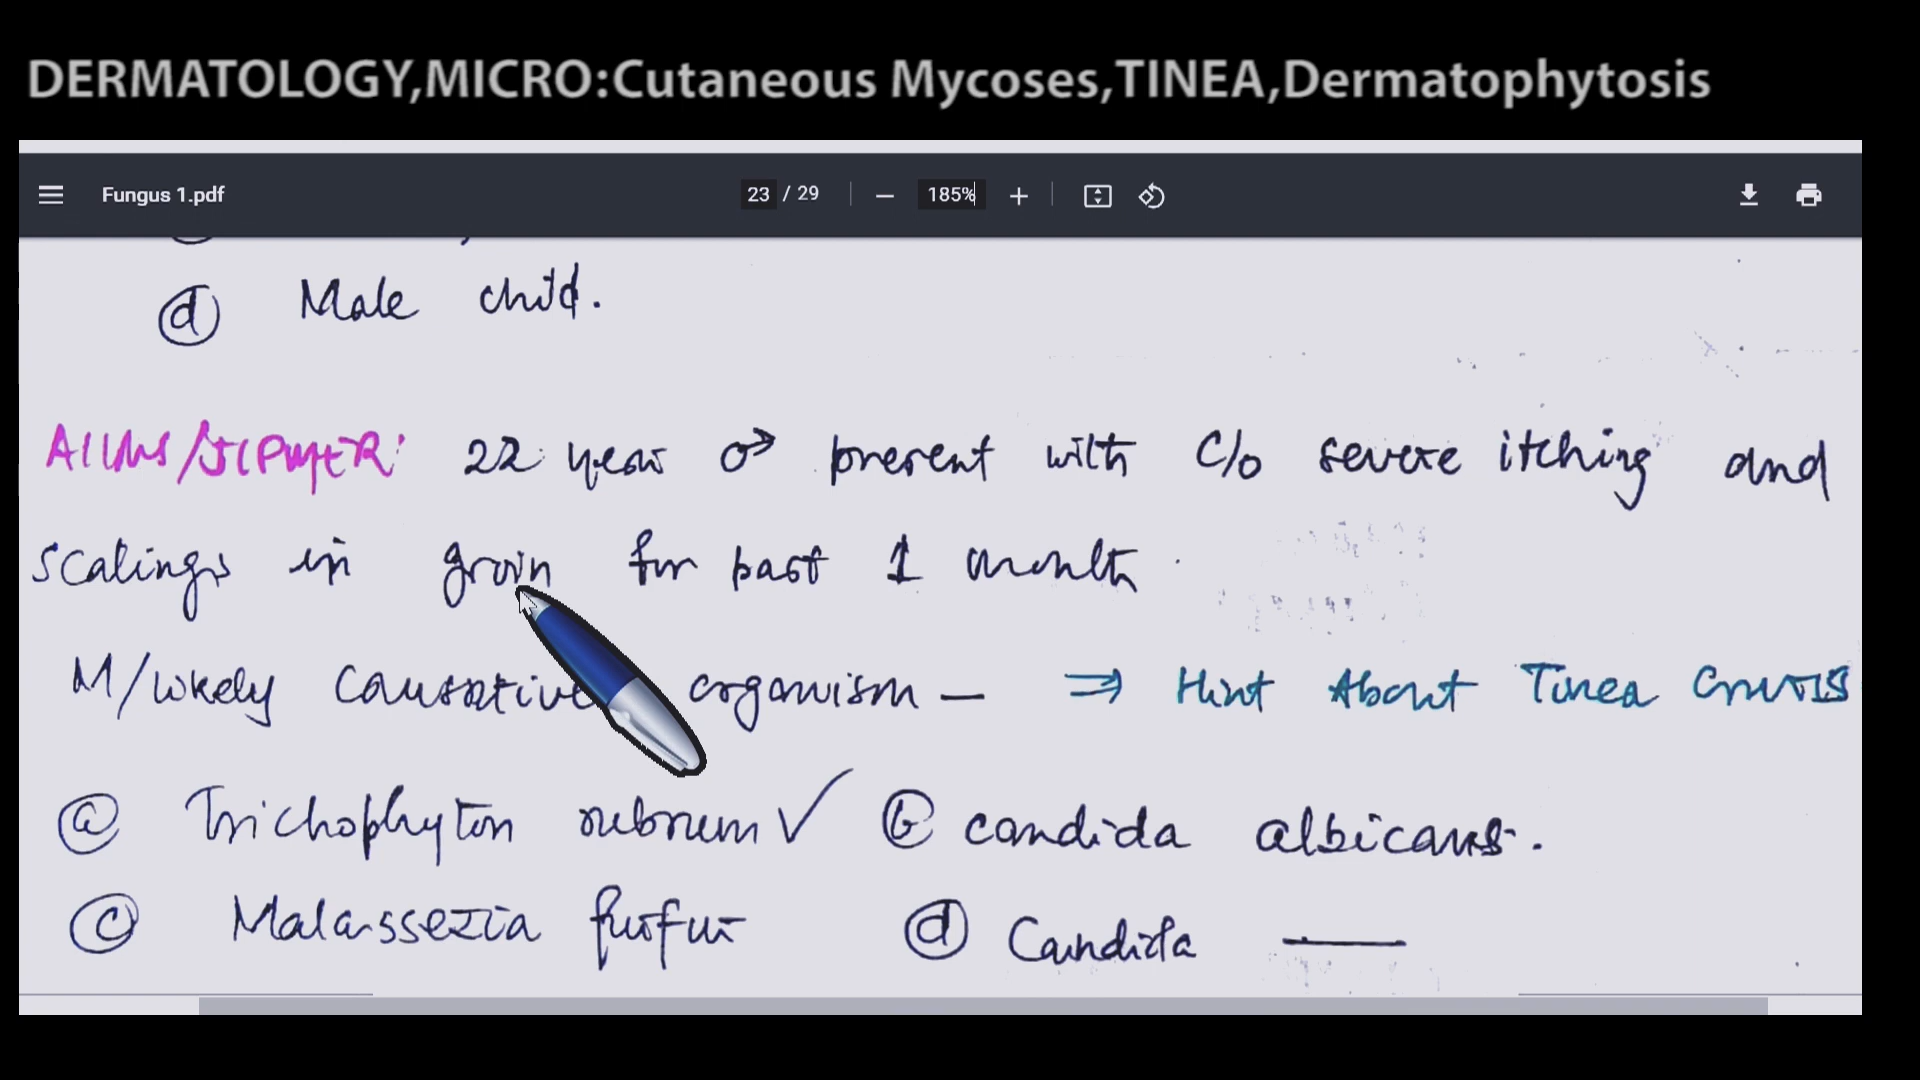 DERMATOLOGY,MICRO:Cutaneous Mycoses,TINEA,Dermatophytosis
Fungus 1.pdf 23 / 29 185%
d Male child.
AIIMS/JIPMER: 22 year ♂ present with C/o severe itching and
scalings in groin for past 1 month.
M/likely causative organism — ⇒ Hint About Tinea Cruris
a Trichophyton rubrum ✓ b candida albicans.
c Malassezia furfur d Candida —